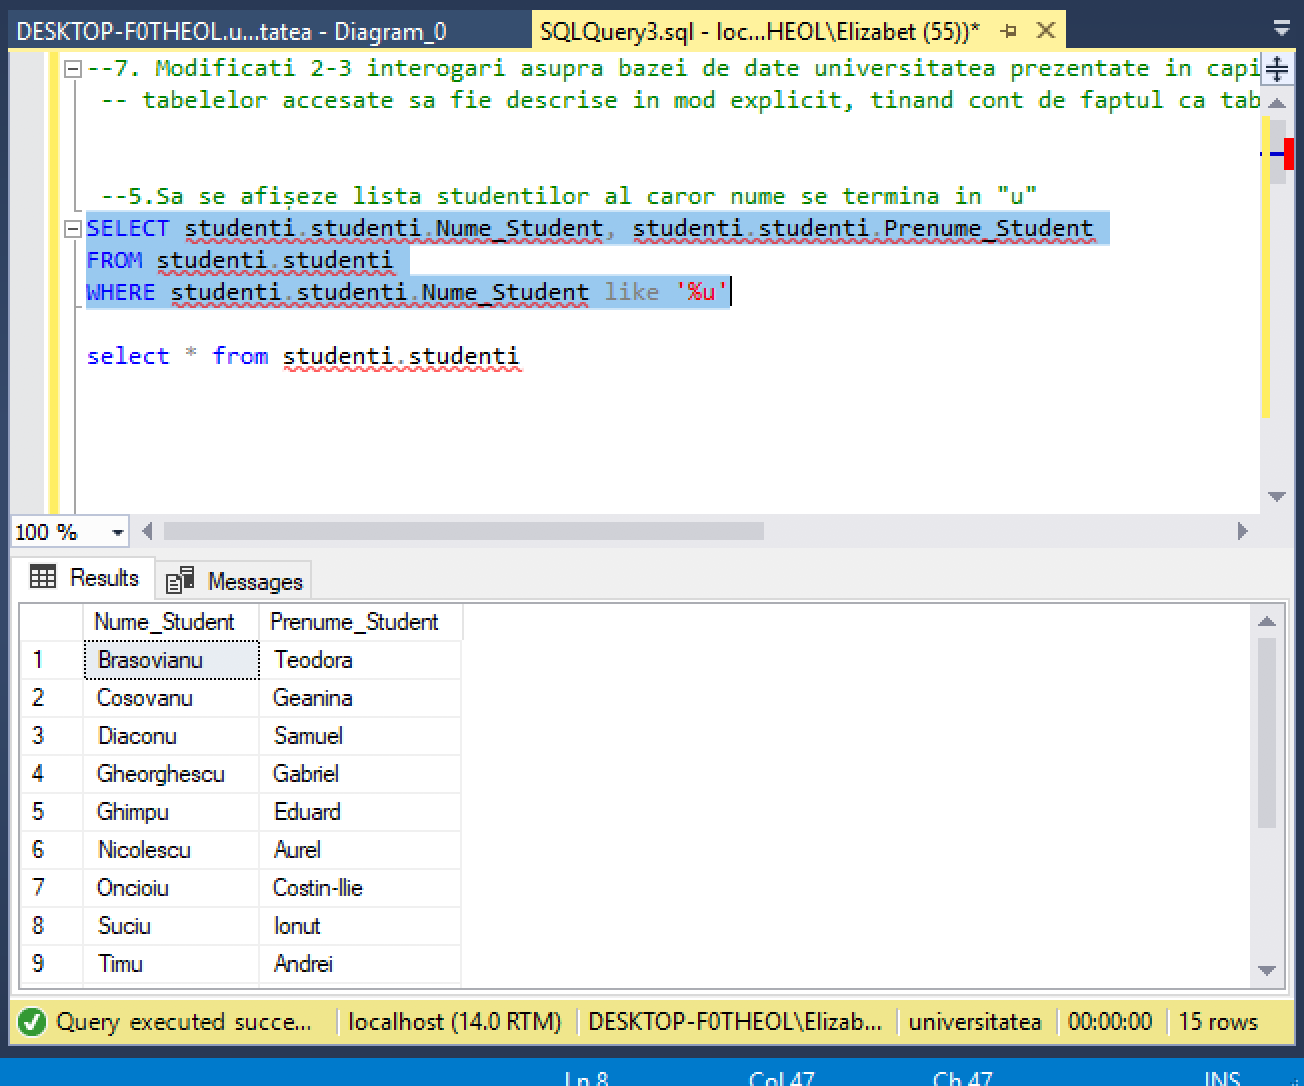 DESKTOP-F0THEOL.u...tatea - Diagram_0
SQLQuery3.sql - loc...HEOL\Elizabet (55))*
--7. Modificati 2-3 interogari asupra bazei de date universitatea prezentate in capi
-- tabelelor accesate sa fie descrise in mod explicit, tinand cont de faptul ca tab
--5.Sa se afișeze lista studentilor al caror nume se termina in "u"
SELECT studenti.studenti.Nume_Student, studenti.studenti.Prenume_Student
FROM studenti.studenti
WHERE studenti.studenti.Nume_Student like '%u'
select * from studenti.studenti
100 %
Results Messages
Nume_Student Prenume_Student
1 Brasovianu Teodora
2 Cosovanu Geanina
3 Diaconu Samuel
4 Gheorghescu Gabriel
5 Ghimpu Eduard
6 Nicolescu Aurel
7 Oncioiu Costin-Ilie
8 Suciu Ionut
9 Timu Andrei
Query executed succe... localhost (14.0 RTM) DESKTOP-F0THEOL\Elizab... universitatea 00:00:00 15 rows
Ln 8 Col 47 Ch 47 INS